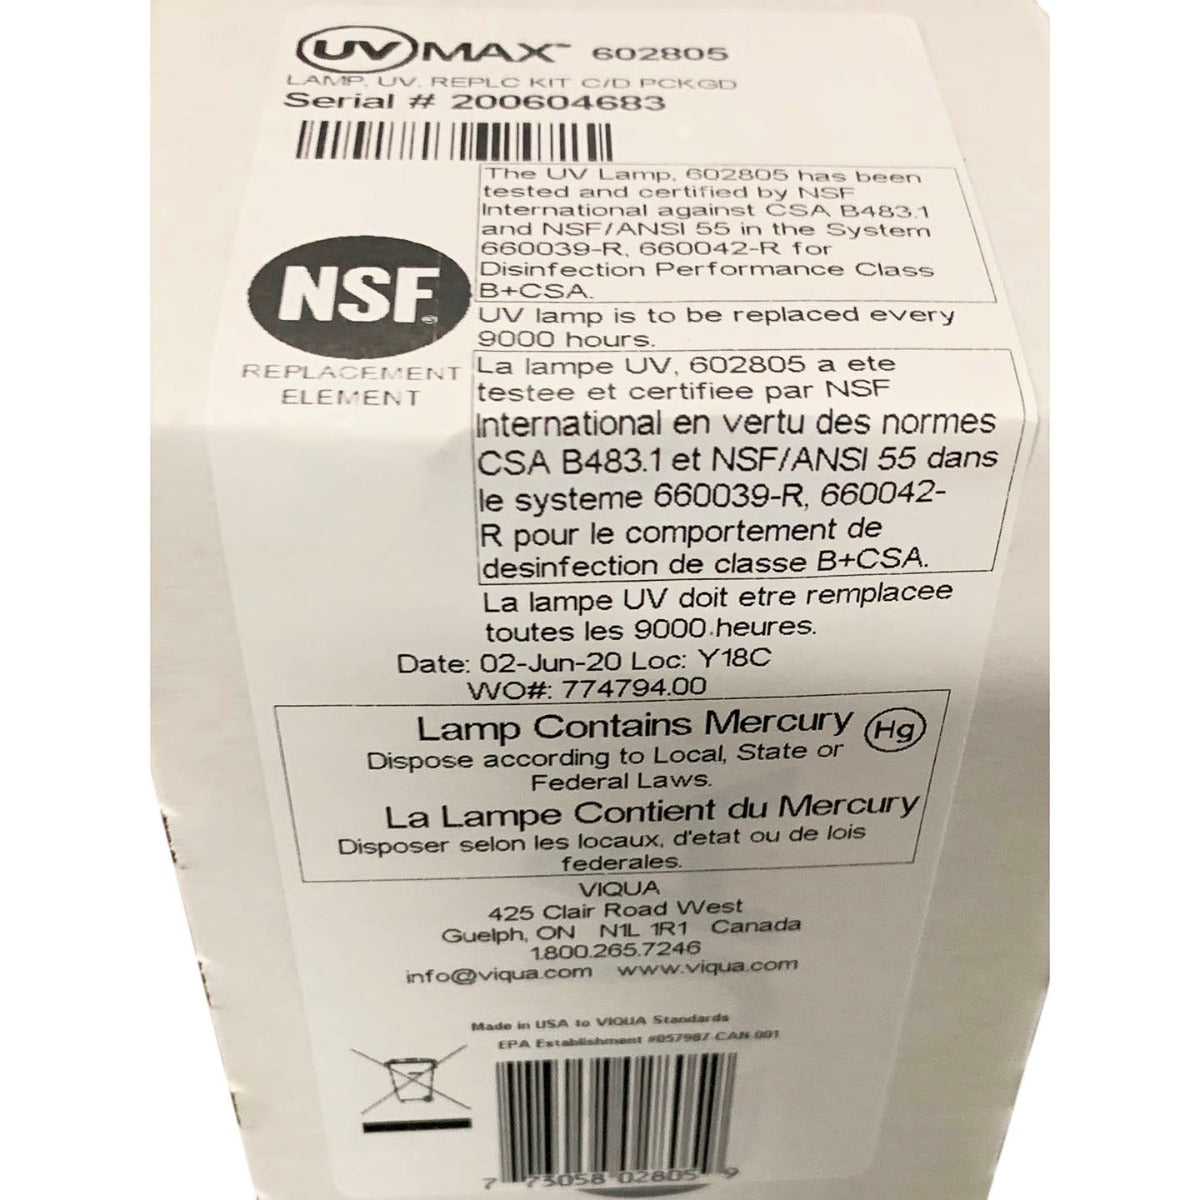 UVMAX™ 602805
LAMP, UV, REPLC KIT C/D PCKGD
Serial # 200604683
The UV Lamp, 602805 has been
tested and certified by NSF
International against CSA B483.1
and NSF/ANSI 55 in the System
660039-R, 660042-R for
Disinfection Performance Class
B+CSA.
UV lamp is to be replaced every
9000 hours.
NSF®
REPLACEMENT
ELEMENT
La lampe UV, 602805 a ete
testee et certifiee par NSF
International en vertu des normes
CSA B483.1 et NSF/ANSI 55 dans
le systeme 660039-R, 660042-
R pour le comportement de
desinfection de classe B+CSA.
La lampe UV doit etre remplacee
toutes les 9000 heures.
Date: 02-Jun-20 Loc: Y18C
WO#: 774794.00
Lamp Contains Mercury Hg
Dispose according to Local, State or
Federal Laws.
La Lampe Contient du Mercury
Disposer selon les locaux, d'etat ou de lois
federales.
VIQUA
425 Clair Road West
Guelph, ON N1L 1R1 Canada
1.800.265.7246
info@viqua.com www.viqua.com
Made in USA to VIQUA Standards
EPA Establishment #057987-CAN-001
7 73058 02805 9